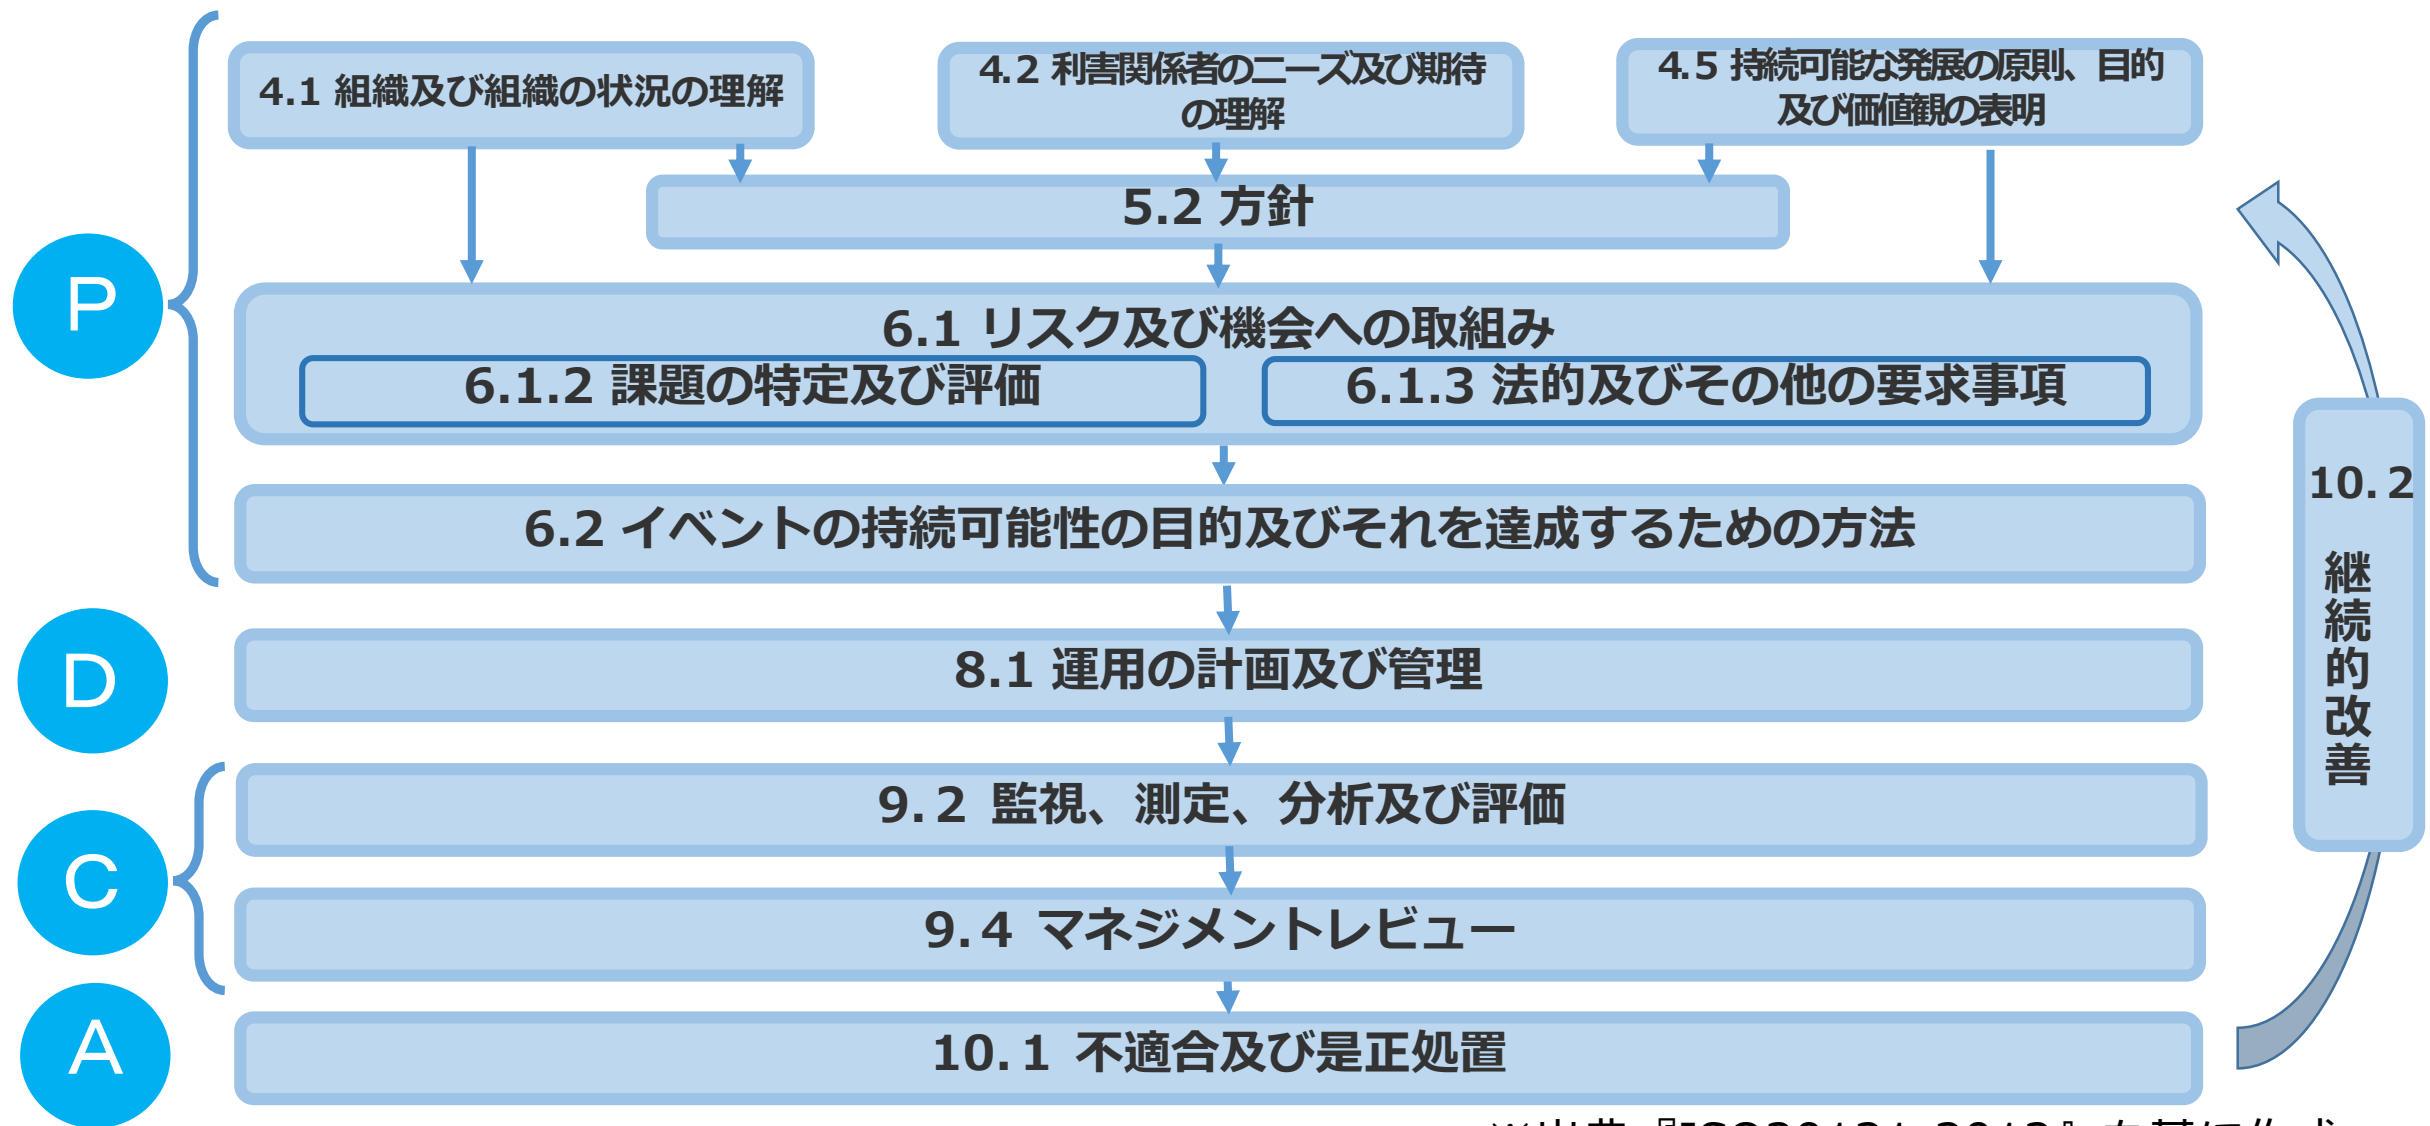 4.1 組織及び組織の状況の理解
4.2 利害関係者のニーズ及び期待
の理解
4.5 持続可能な発展の原則、目的
及び価値観の表明
5.2 方針
P
6.1 リスク及び機会への取組み
6.1.2 課題の特定及び評価
6.1.3 法的及びその他の要求事項
6.2 イベントの持続可能性の目的及びそれを達成するための方法
10.2
継続的改善
D
8.1 運用の計画及び管理
C
9.2 監視、測定、分析及び評価
9.4 マネジメントレビュー
A
10.1 不適合及び是正処置
※出典『ISO20121:2012』を基に作成